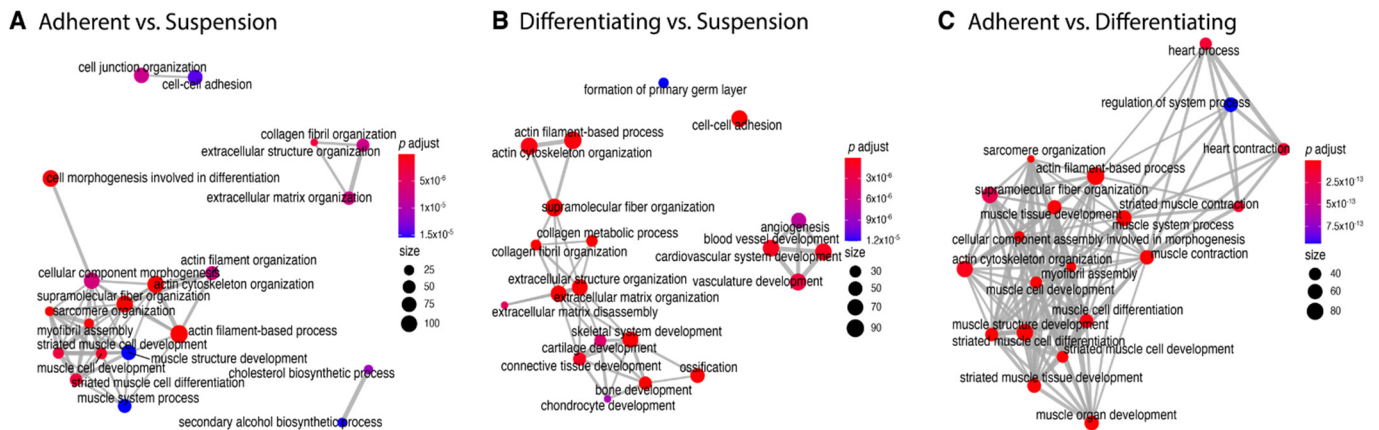 A Adherent vs. Suspension
cell junction organization
cell-cell adhesion
collagen fibril organization
extracellular structure organization
cell morphogenesis involved in differentiation
extracellular matrix organization
actin filament organization
cellular component morphogenesis
actin cytoskeleton organization
supramolecular fiber organization
sarcomere organization
myofibril assembly
actin filament-based process
striated muscle cell development
muscle structure development
muscle cell development
cholesterol biosynthetic process
striated muscle cell differentiation
muscle system process
secondary alcohol biosynthetic process
p adjust
5x10-6
1x10-5
1.5x10-5
size
25
50
75
100
B Differentiating vs. Suspension
formation of primary germ layer
cell-cell adhesion
actin filament-based process
actin cytoskeleton organization
supramolecular fiber organization
angiogenesis
collagen metabolic process
blood vessel development
collagen fibril organization
cardiovascular system development
extracellular structure organization
vasculature development
extracellular matrix organization
extracellular matrix disassembly
skeletal system development
cartilage development
connective tissue development
ossification
bone development
chondrocyte development
p adjust
3x10-6
6x10-6
9x10-6
1.2x10-5
size
30
50
70
90
C Adherent vs. Differentiating
heart process
regulation of system process
sarcomere organization
heart contraction
actin filament-based process
supramolecular fiber organization
striated muscle contraction
muscle tissue development
muscle system process
cellular component assembly involved in morphogenesis
muscle contraction
actin cytoskeleton organization
myofibril assembly
muscle cell development
muscle cell differentiation
muscle structure development
striated muscle cell differentiation
striated muscle cell development
striated muscle tissue development
muscle organ development
p adjust
2.5x10-13
5x10-13
7.5x10-13
size
40
60
80